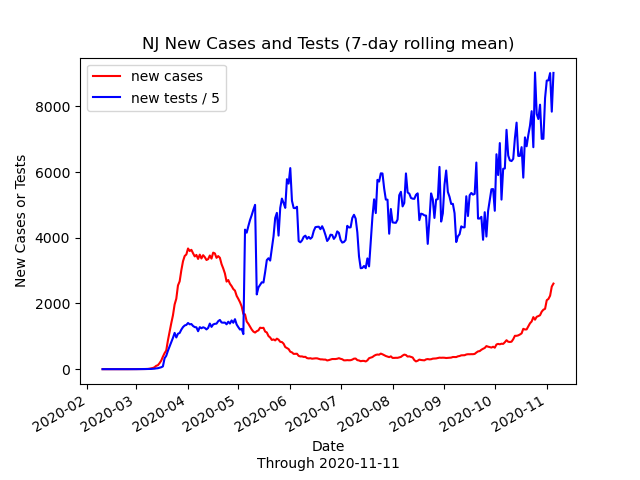 NJ New Cases and Tests (7-day rolling mean)
new cases
new tests / 5
New Cases or Tests
8000
6000
4000
2000
0
2020-02
2020-03
2020-04
2020-05
2020-06
2020-07
2020-08
2020-09
2020-10
2020-11
Date
Through 2020-11-11